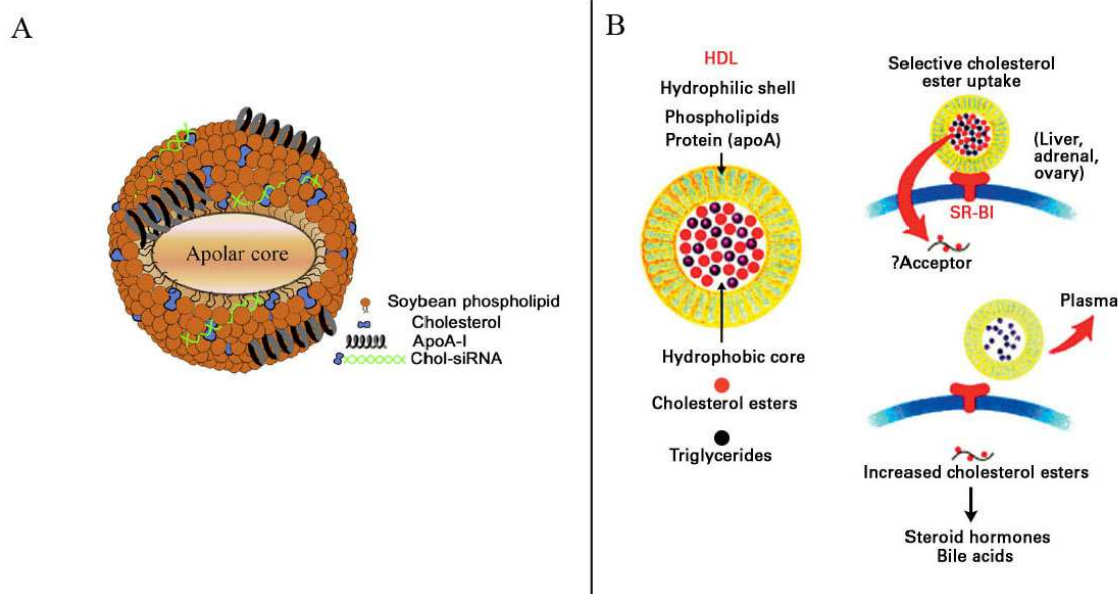 A
Apolar core
Soybean phospholipid
Cholesterol
ApoA-I
Chol-siRNA
B
HDL
Hydrophilic shell
Phospholipids
Protein (apoA)
Hydrophobic core
Cholesterol esters
Triglycerides
Selective cholesterol
ester uptake
(Liver,
adrenal,
ovary)
SR-BI
?Acceptor
Plasma
Increased cholesterol esters
Steroid hormones
Bile acids